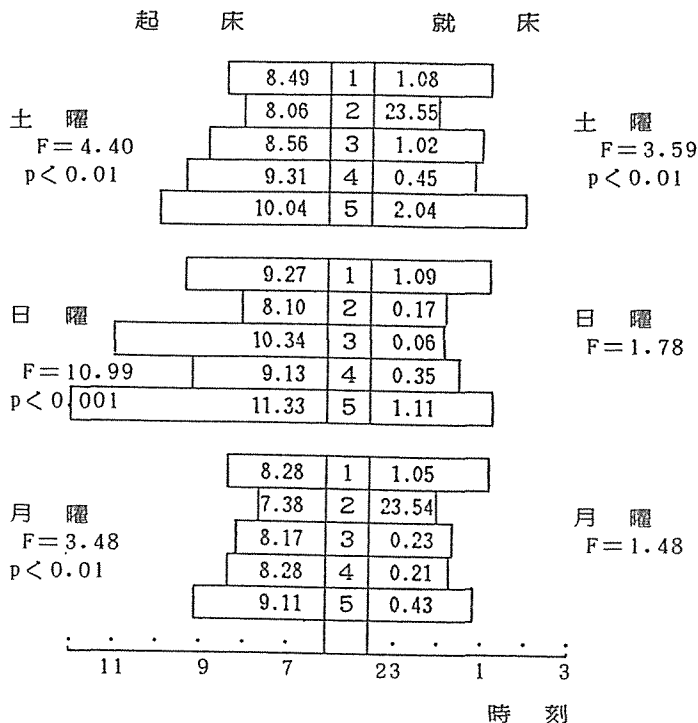 起 床 就 床
8.49 1 1.08
土 曜 8.06 2 23.55 土 曜
F=4.40 8.56 3 1.02 F=3.59
p<0.01 9.31 4 0.45 p<0.01
10.04 5 2.04
9.27 1 1.09
日 曜 8.10 2 0.17 日 曜
10.34 3 0.06 F=1.78
F=10.99 9.13 4 0.35
p<0.001 11.33 5 1.11
8.28 1 1.05
月 曜 7.38 2 23.54 月 曜
F=3.48 8.17 3 0.23 F=1.48
p<0.01 8.28 4 0.21
9.11 5 0.43
11 9 7 23 1 3
時 刻